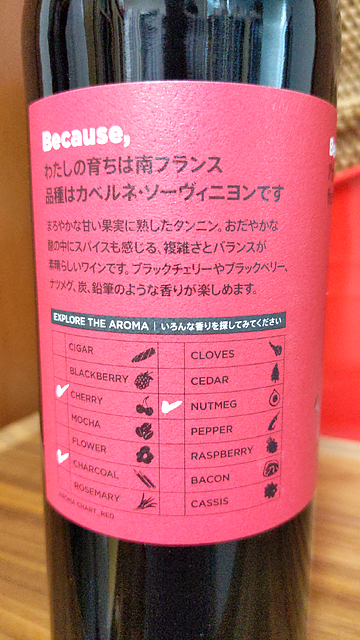 Because,
わたしの育ちは南フランス
品種はカベルネ・ソーヴィニヨンです
まろやかな甘い果実に熟したタンニン。おだやかな
酸の中にスパイスも感じる、複雑さとバランスが
素晴らしいワインです。ブラックチェリーやブラックベリー、
ナツメグ、炭、鉛筆のような香りが楽しめます。
EXPLORE THE AROMA | いろんな香りを探してみてください
CIGAR
BLACKBERRY
CHERRY
MOCHA
FLOWER
CHARCOAL
ROSEMARY
CLOVES
CEDAR
NUTMEG
PEPPER
RASPBERRY
BACON
CASSIS
AROMA CHART_RED